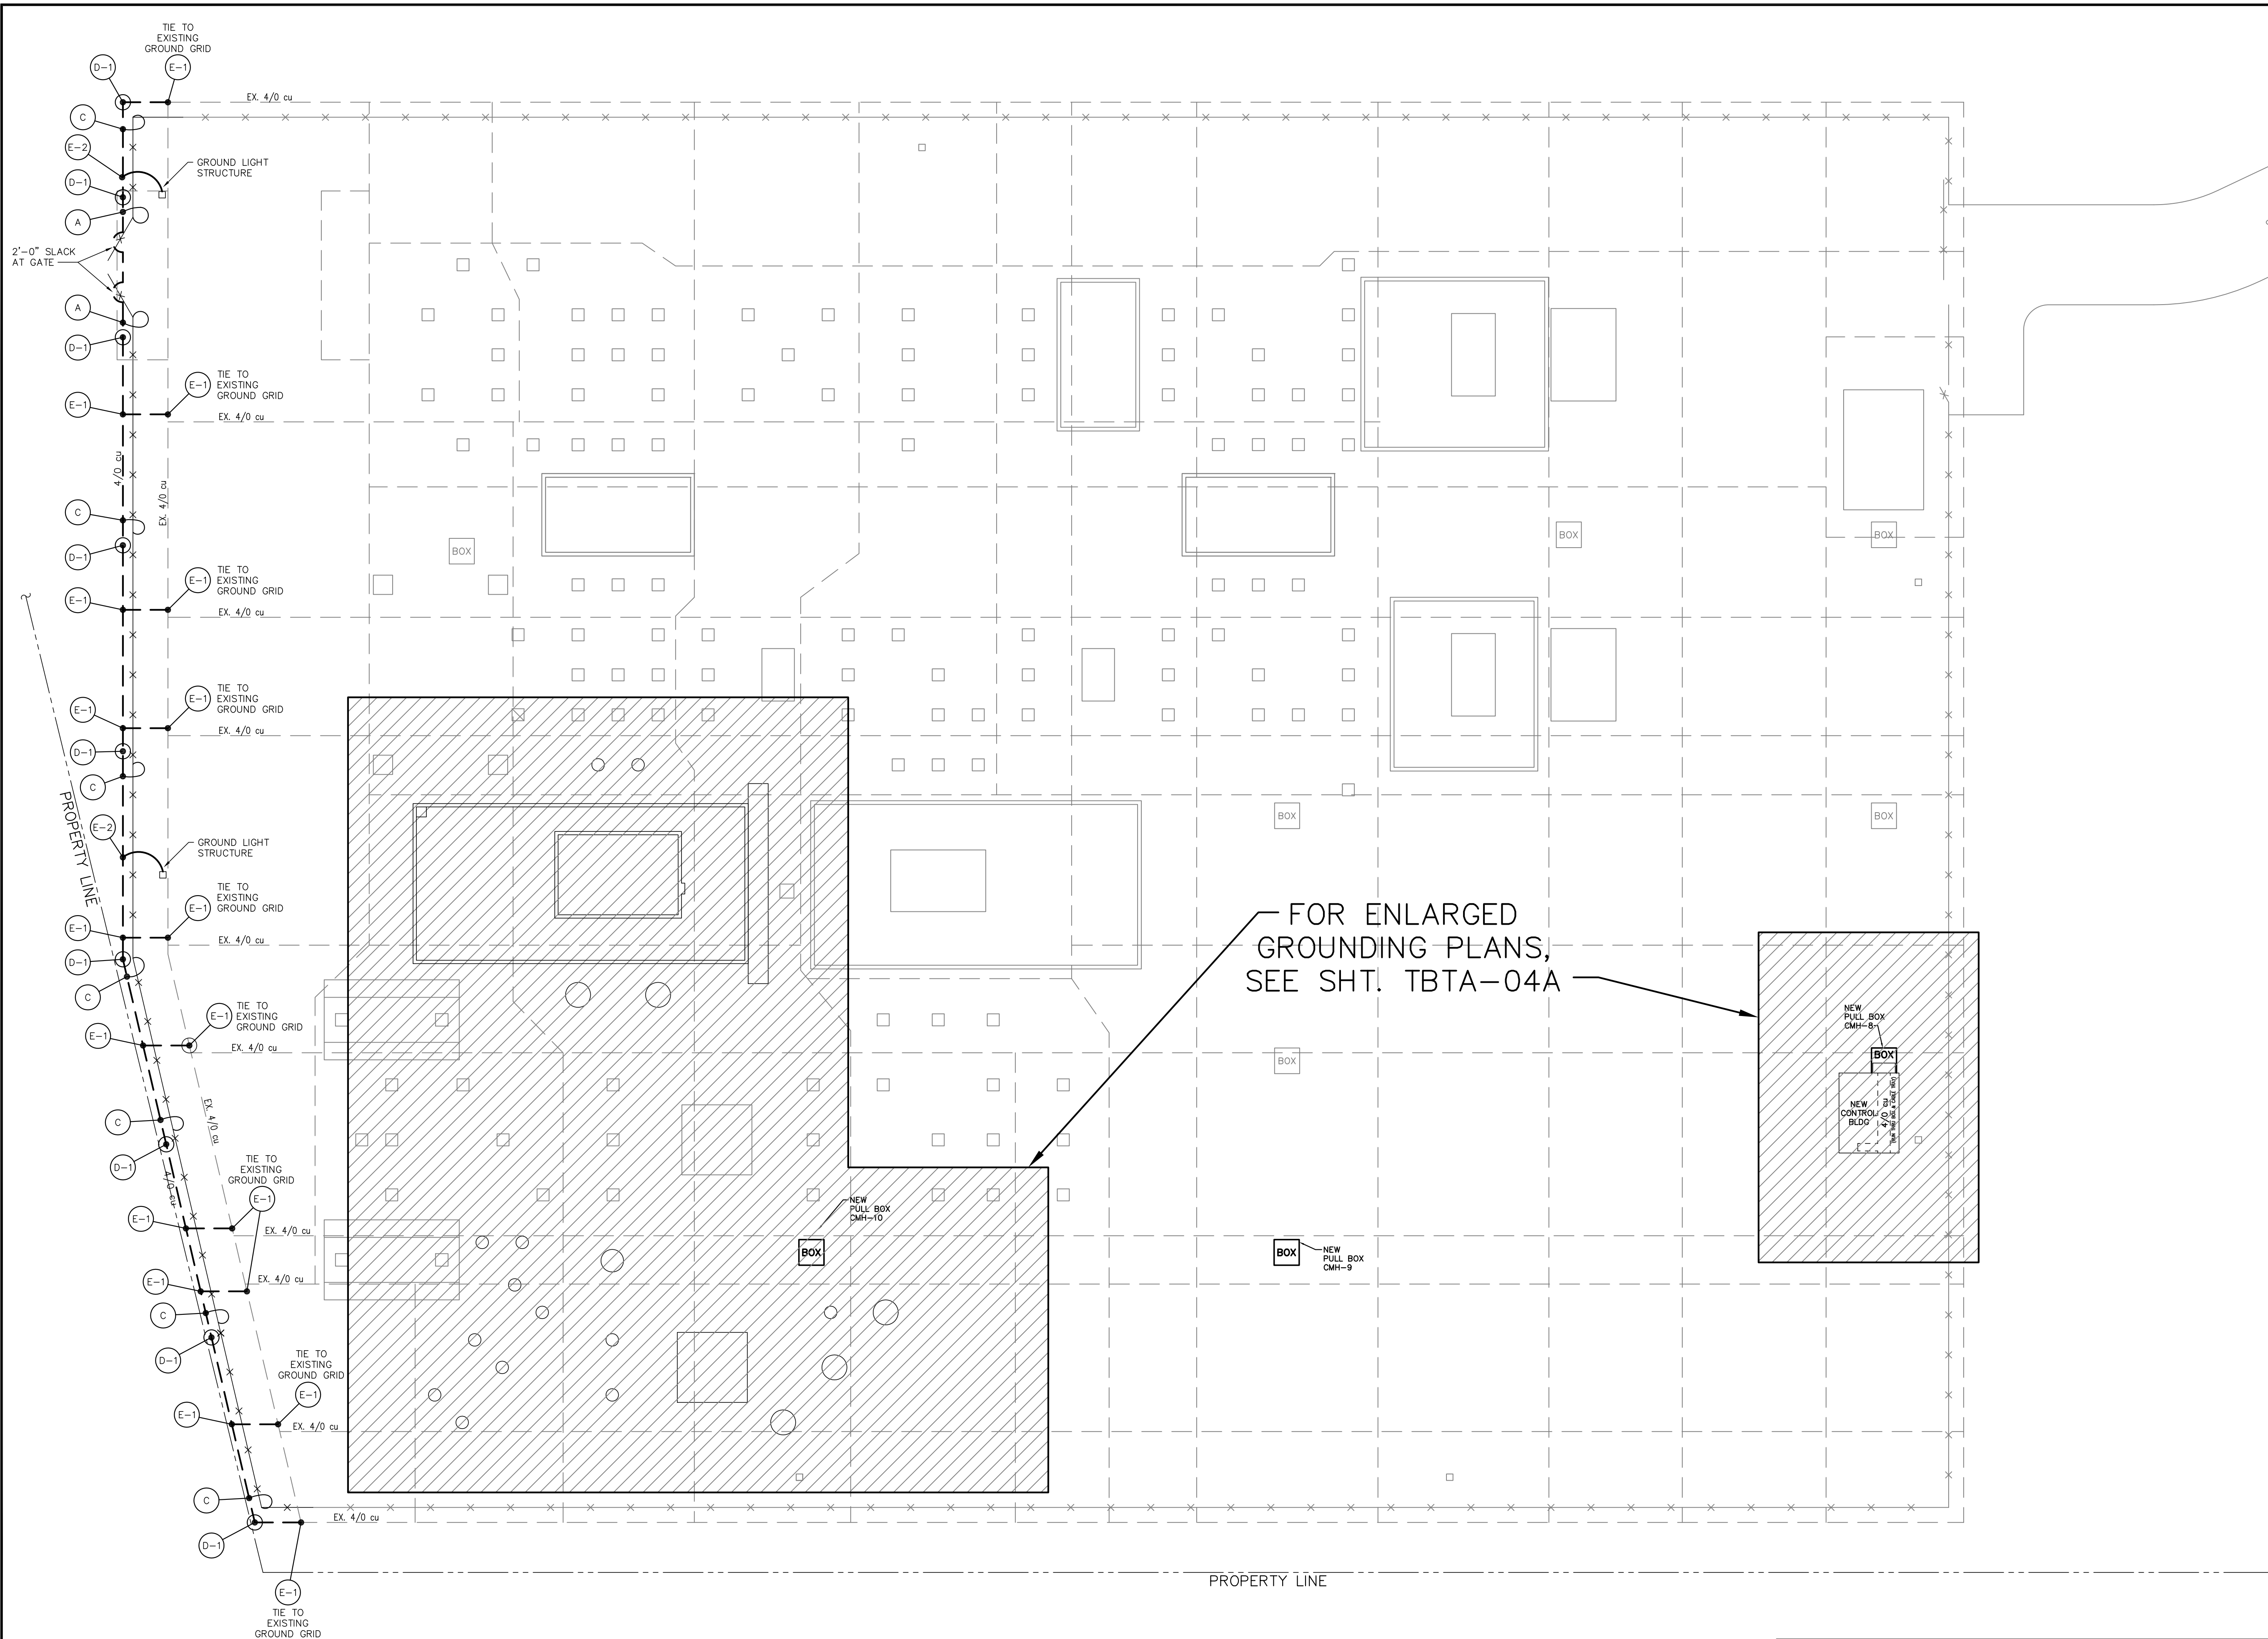 TIE TO
EXISTING
GROUND GRID
D-1
E-1
EX. 4/0 cu
C
E-2
GROUND LIGHT
STRUCTURE
D-1
A
2'-0" SLACK
AT GATE
A
D-1
TIE TO
EXISTING
GROUND GRID
E-1
E-1
EX. 4/0 cu
4/0 cu
EX. 4/0 cu
C
BOX
BOX
BOX
D-1
TIE TO
EXISTING
GROUND GRID
E-1
E-1
EX. 4/0 cu
TIE TO
EXISTING
GROUND GRID
E-1
E-1
EX. 4/0 cu
D-1
C
PROPERTY LINE
BOX
BOX
E-2
GROUND LIGHT
STRUCTURE
TIE TO
EXISTING
GROUND GRID
E-1
E-1
EX. 4/0 cu
FOR ENLARGED
GROUNDING PLANS,
SEE SHT. TBTA-04A
D-1
C
TIE TO
EXISTING
GROUND GRID
E-1
E-1
EX. 4/0 cu
NEW
PULL BOX
CMH-8
BOX
BOX
EX. 4/0 cu
NEW
CONTROL
BLDG
4/0 cu
C
D-1
4/0 cu
TIE TO
EXISTING
GROUND GRID
E-1
E-1
EX. 4/0 cu
NEW
PULL BOX
CMH-10
BOX
BOX
NEW
PULL BOX
CMH-9
E-1
EX. 4/0 cu
C
D-1
TIE TO
EXISTING
GROUND GRID
E-1
E-1
EX. 4/0 cu
C
EX. 4/0 cu
D-1
PROPERTY LINE
E-1
TIE TO
EXISTING
GROUND GRID